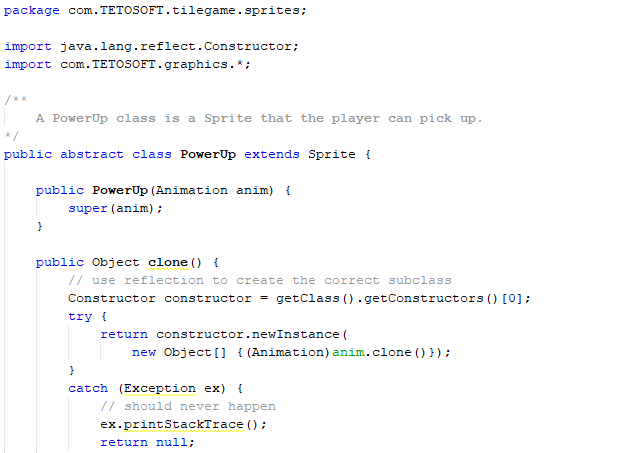 package com.TETOSOFT.tilegame.sprites;
import java.lang.reflect.Constructor;
import com.TETOSOFT.graphics.*;
/**
    A PowerUp class is a Sprite that the player can pick up.
*/
public abstract class PowerUp extends Sprite {
    public PowerUp(Animation anim) {
        super(anim);
    }
    public Object clone() {
        // use reflection to create the correct subclass
        Constructor constructor = getClass().getConstructors()[0];
        try {
            return constructor.newInstance(
                new Object[] {(Animation)anim.clone()});
        }
        catch (Exception ex) {
            // should never happen
            ex.printStackTrace();
            return null;